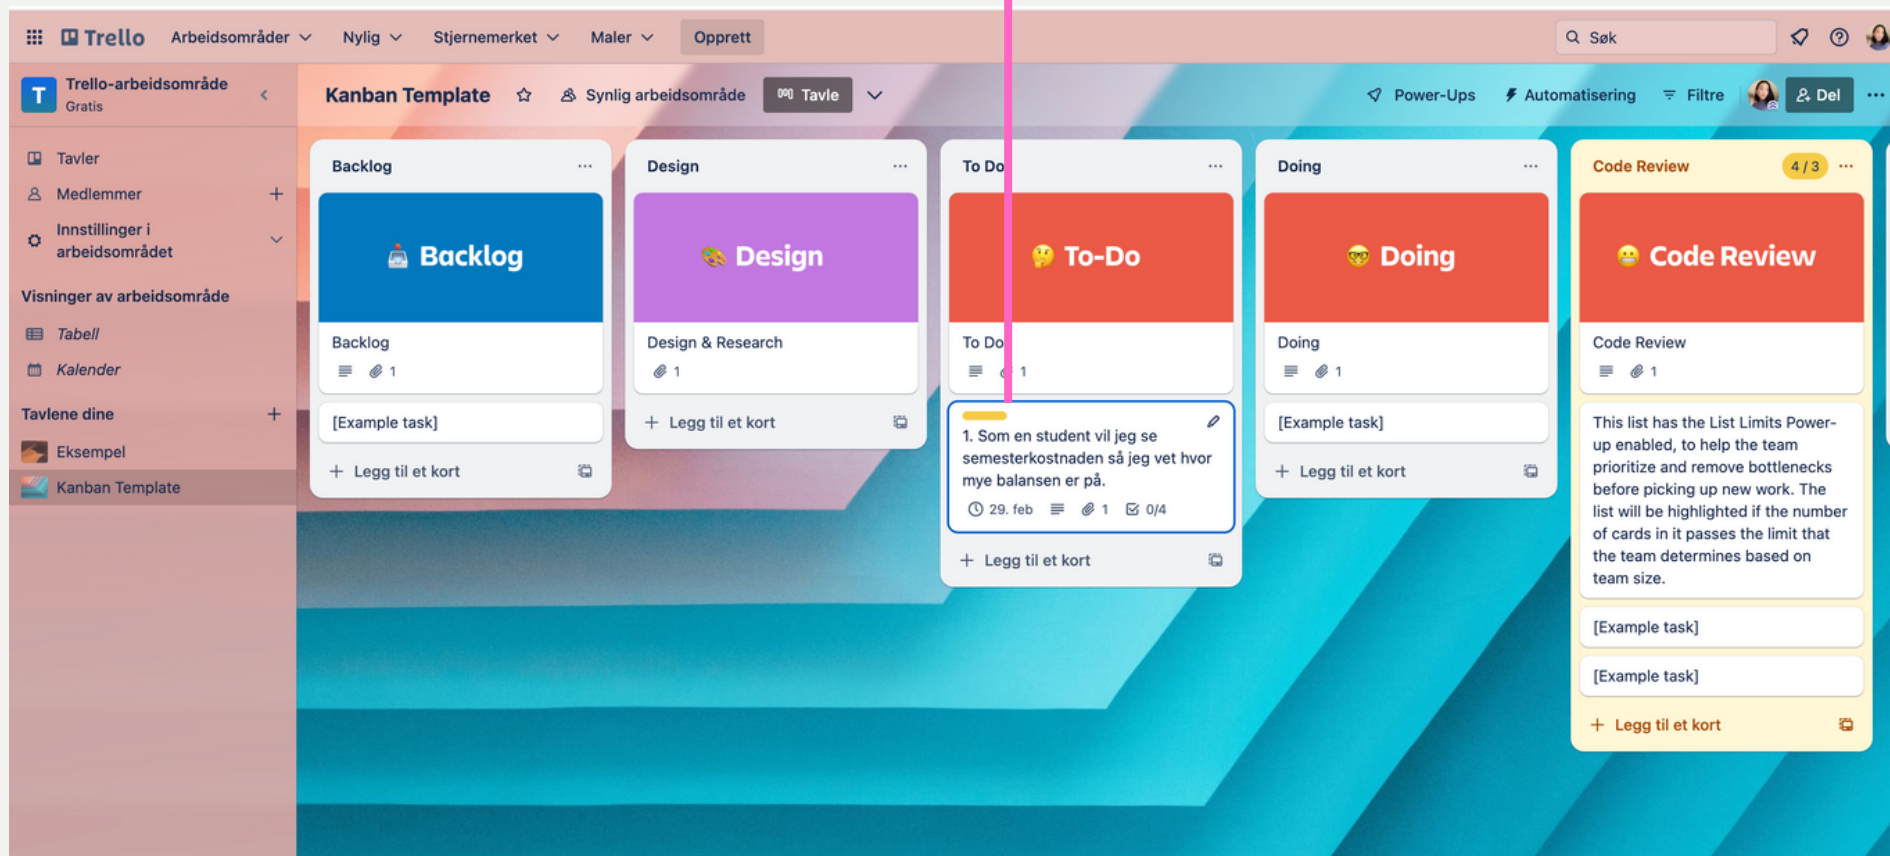 Trello Arbeidsområder Nylig Stjernemerket Maler Opprett Søk
T Trello-arbeidsområde
Gratis
Kanban Template Synlig arbeidsområde Tavle Power-Ups Automatisering Filtre Del
Tavler
Medlemmer
Innstillinger i
arbeidsområdet
Visninger av arbeidsområde
Tabell
Kalender
Tavlene dine
Eksempel
Kanban Template
Backlog
Backlog
Backlog
1
[Example task]
Legg til et kort
Design
Design
Design & Research
1
Legg til et kort
To Do
To-Do
To Do
1
1. Som en student vil jeg se
semesterkostnaden så jeg vet hvor
mye balansen er på.
29. feb 1 0/4
Legg til et kort
Doing
Doing
Doing
1
[Example task]
Legg til et kort
Code Review 4 / 3
Code Review
Code Review
1
This list has the List Limits Power-
up enabled, to help the team
prioritize and remove bottlenecks
before picking up new work. The
list will be highlighted if the number
of cards in it passes the limit that
the team determines based on
team size.
[Example task]
[Example task]
Legg til et kort